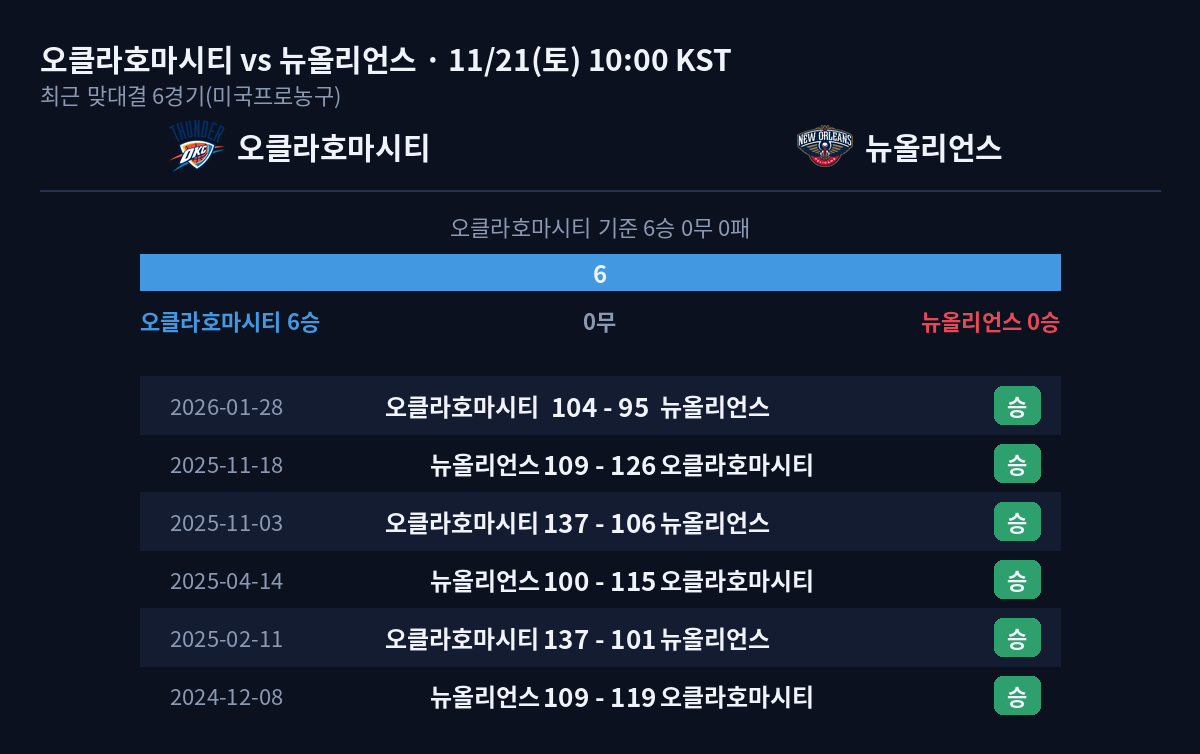 오클라호마시티 vs 뉴올리언스 · 11/21(토) 10:00 KST
최근 맞대결 6경기(미국프로농구)
THUNDER OKC 오클라호마시티 NEW ORLEANS PELICANS 뉴올리언스
오클라호마시티 기준 6승 0무 0패
6
오클라호마시티 6승 0무 뉴올리언스 0승
2026-01-28 오클라호마시티 104 - 95 뉴올리언스 승
2025-11-18 뉴올리언스 109 - 126 오클라호마시티 승
2025-11-03 오클라호마시티 137 - 106 뉴올리언스 승
2025-04-14 뉴올리언스 100 - 115 오클라호마시티 승
2025-02-11 오클라호마시티 137 - 101 뉴올리언스 승
2024-12-08 뉴올리언스 109 - 119 오클라호마시티 승